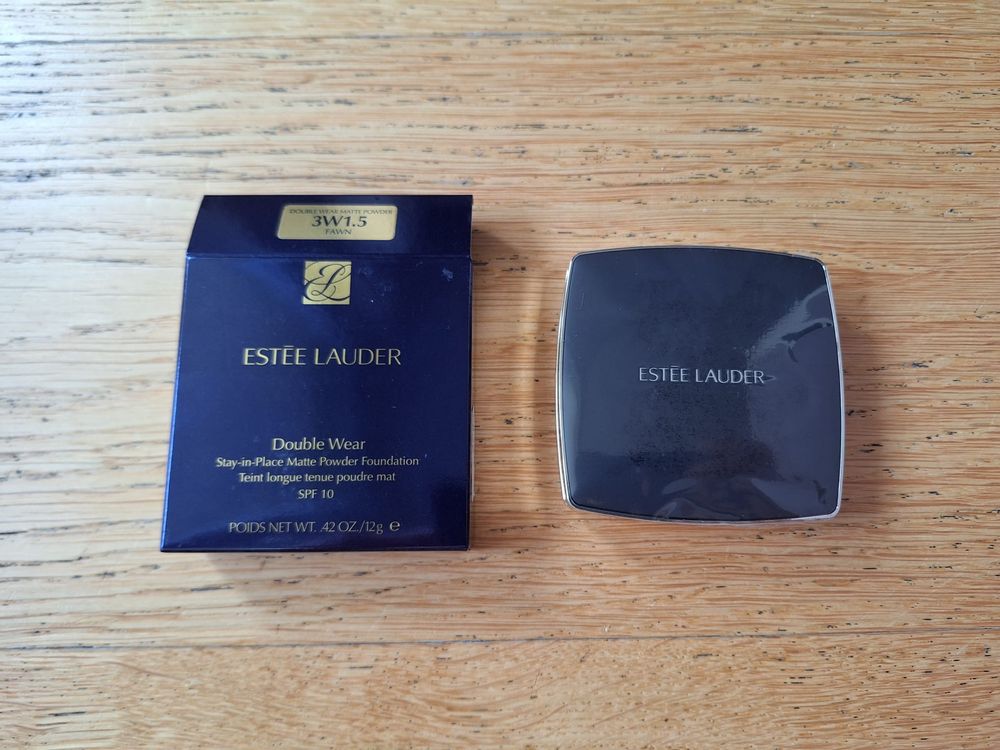 DOUBLE WEAR MATTE POWDER
3W1.5
FAWN
ESTĒE LAUDER
Double Wear
Stay-in-Place Matte Powder Foundation
Teint longue tenue poudre mat
SPF 10
POIDS NET WT. .42 OZ./12g ℮
ESTĒE LAUDER